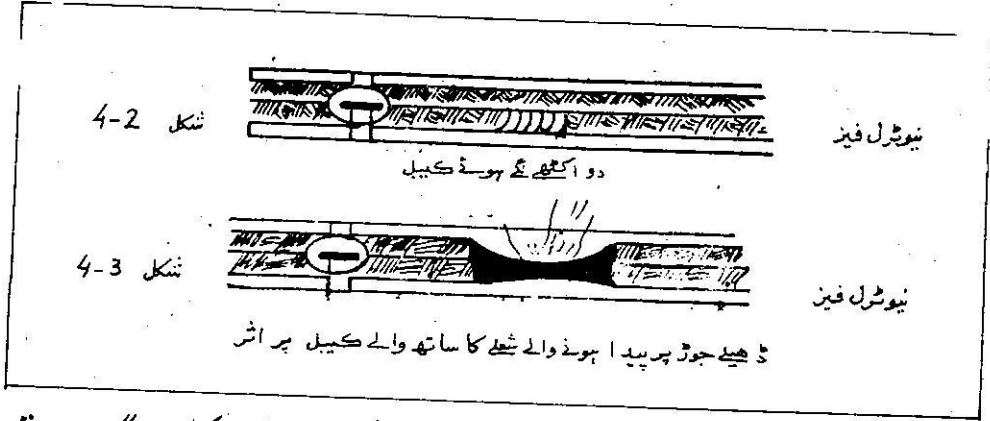 نیوٹرل فیز شکل 4-2
دو اکٹھے لگے ہوئے کیبل
نیوٹرل فیز شکل 4-3
ڈھیلے جوڑ پر پیدا ہونے والے شعلے کا ساتھ والے کیبل پر اثر